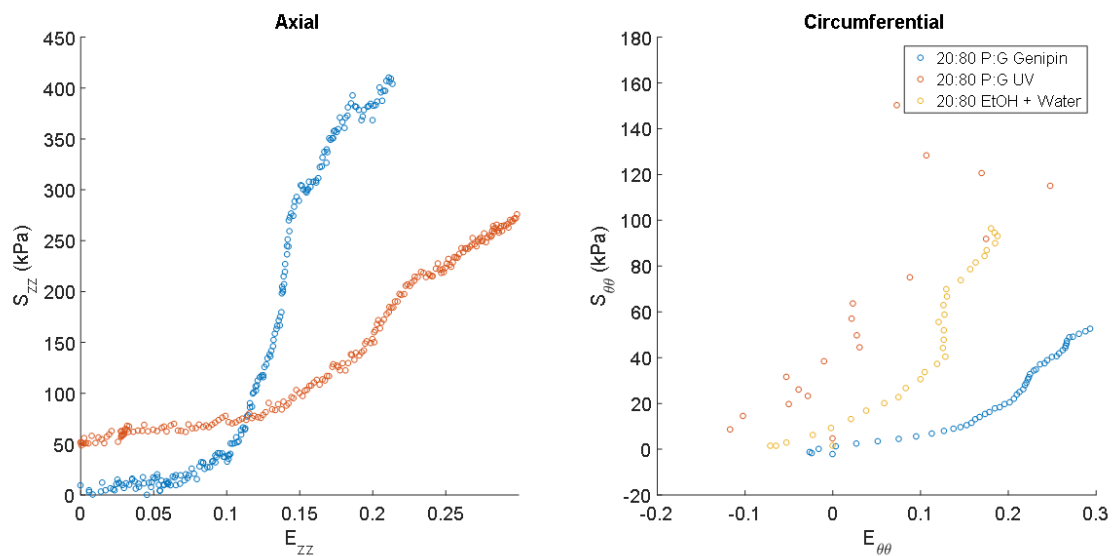 Axial
450
400
350
300
250
200
150
100
50
0
S_ZZ (kPa)
0 0.05 0.1 0.15 0.2 0.25
E_ZZ
Circumferential
180
160
140
120
100
80
60
40
20
0
-20
S_θθ (kPa)
20:80 P:G Genipin
20:80 P:G UV
20:80 EtOH + Water
-0.2 -0.1 0 0.1 0.2 0.3
E_θθ